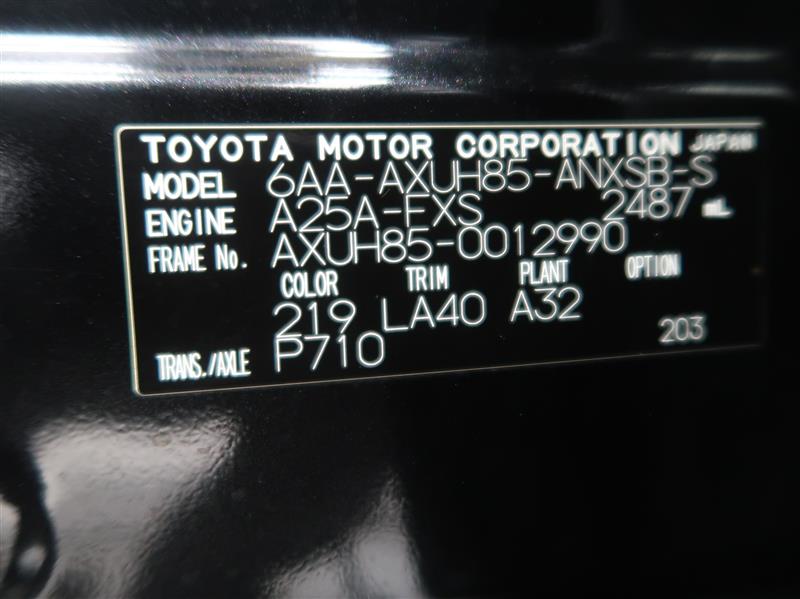 TOYOTA MOTOR CORPORATION JAPAN
MODEL 6AA-AXUH85-ANXSB-S
ENGINE A25A-FXS 2487 mL
FRAME No. AXUH85-0012990
COLOR TRIM PLANT OPTION
219 LA40 A32
TRANS./AXLE P710 203